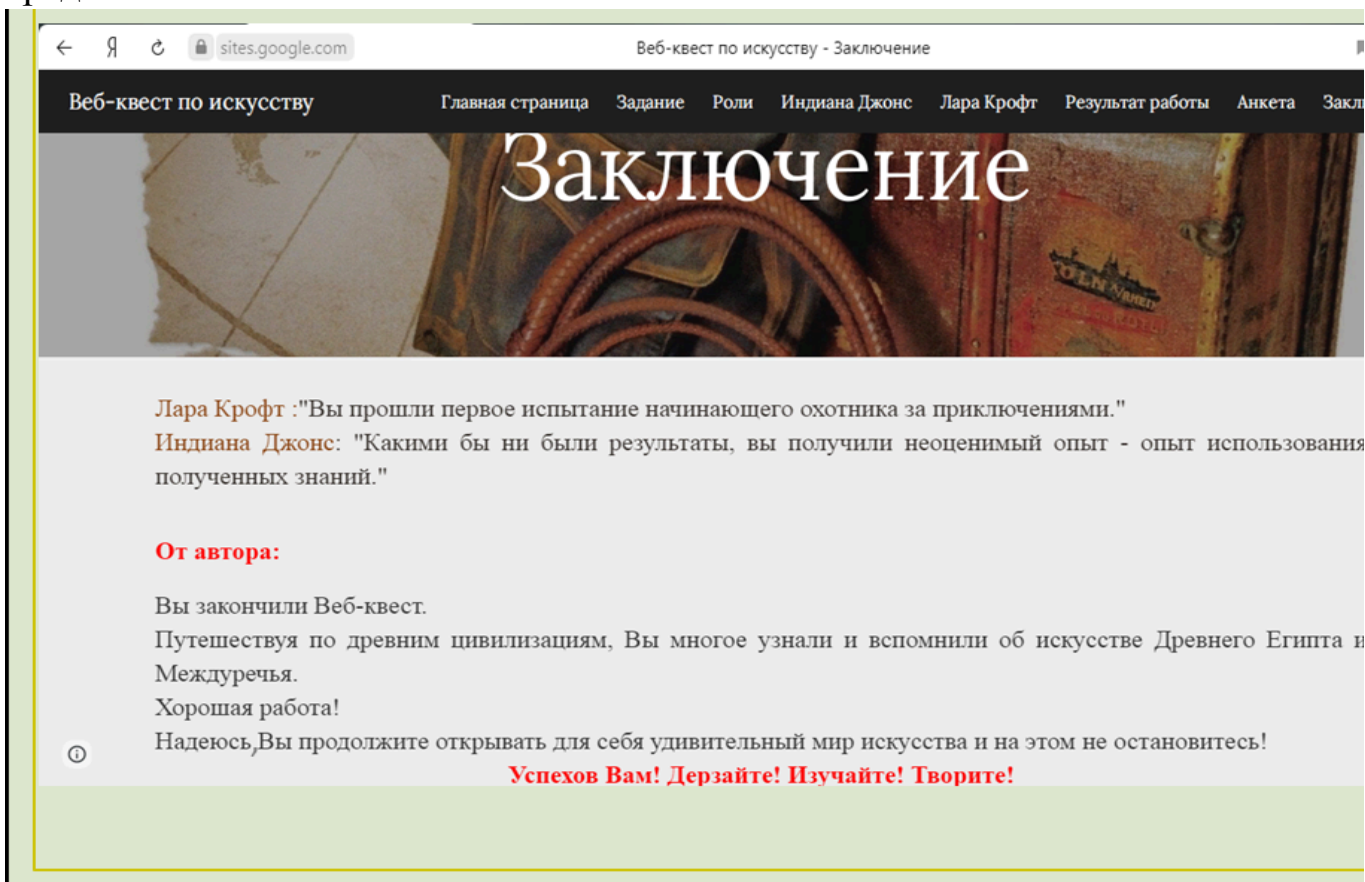 Я sites.google.com Веб-квест по искусству - Заключение
Веб-квест по искусству Главная страница Задание Роли Индиана Джонс Лара Крофт Результат работы Анкета
Заключение
Лара Крофт :"Вы прошли первое испытание начинающего охотника за приключениями."
Индиана Джонс: "Какими бы ни были результаты, вы получили неоценимый опыт - опыт использования
полученных знаний."
От автора:
Вы закончили Веб-квест.
Путешествуя по древним цивилизациям, Вы многое узнали и вспомнили об искусстве Древнего Египта и
Междуречья.
Хорошая работа!
Надеюсь,Вы продолжите открывать для себя удивительный мир искусства и на этом не остановитесь!
Успехов Вам! Дерзайте! Изучайте! Творите!